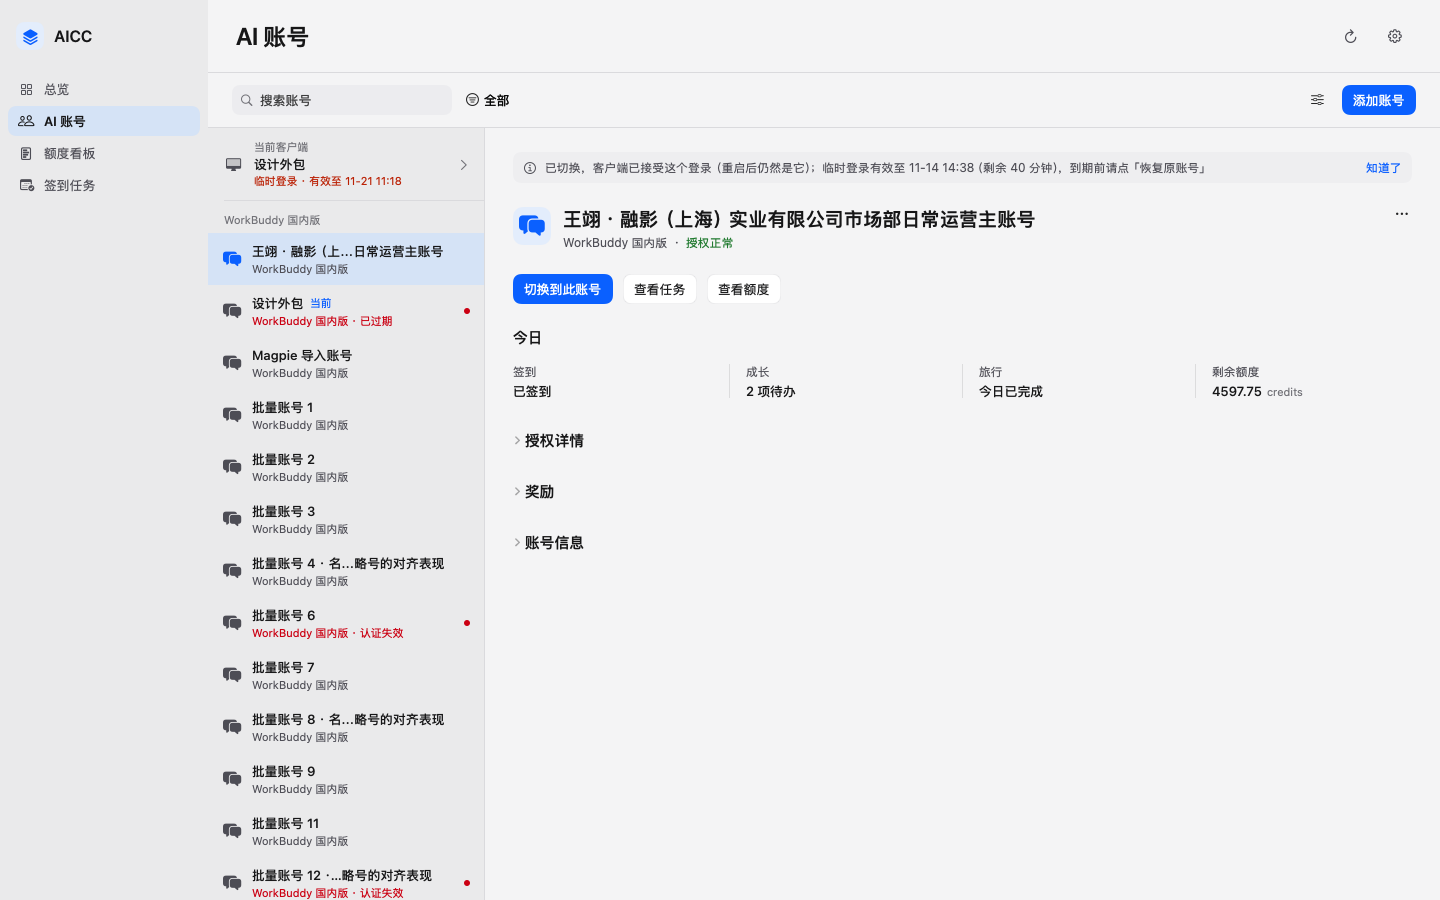 AICC
总览
AI 账号
额度看板
签到任务
AI 账号
搜索账号
全部
添加账号
当前客户端
设计外包
临时登录 · 有效至 11-21 11:18
WorkBuddy 国内版
王翊 · 融影（上…日常运营主账号
WorkBuddy 国内版
设计外包 当前
WorkBuddy 国内版 · 已过期
Magpie 导入账号
WorkBuddy 国内版
批量账号 1
WorkBuddy 国内版
批量账号 2
WorkBuddy 国内版
批量账号 3
WorkBuddy 国内版
批量账号 4 · 名…略号的对齐表现
WorkBuddy 国内版
批量账号 6
WorkBuddy 国内版 · 认证失效
批量账号 7
WorkBuddy 国内版
批量账号 8 · 名…略号的对齐表现
WorkBuddy 国内版
批量账号 9
WorkBuddy 国内版
批量账号 11
WorkBuddy 国内版
批量账号 12 ·…略号的对齐表现
WorkBuddy 国内版 · 认证失效
已切换，客户端已接受这个登录（重启后仍然是它）；临时登录有效至 11-14 14:38（剩余 40 分钟），到期前请点「恢复原账号」
知道了
王翊 · 融影（上海）实业有限公司市场部日常运营主账号
WorkBuddy 国内版 · 授权正常
切换到此账号
查看任务
查看额度
今日
签到
已签到
成长
2 项待办
旅行
今日已完成
剩余额度
4597.75 credits
授权详情
奖励
账号信息